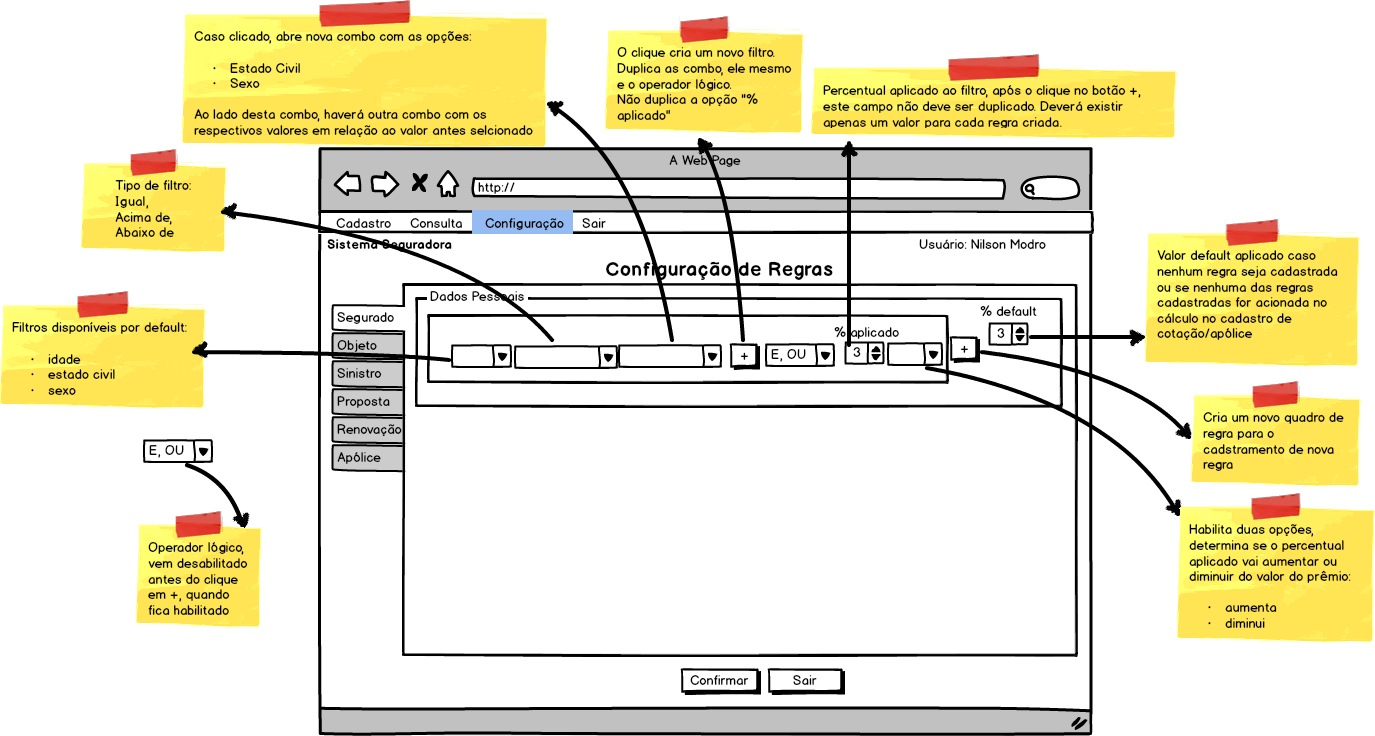 Caso clicado, abre nova combo com as opções:
· Estado Civil
· Sexo
Ao lado desta combo, haverá outra combo com os
respectivos valores em relação ao valor antes selcionado
O clique cria um novo filtro.
Duplica as combo, ele mesmo
e o operador lógico.
Não duplica a opção "%
aplicado"
Percentual aplicado ao filtro, após o clique no botão +,
este campo não deve ser duplicado. Deverá existir
apenas um valor para cada regra criada.
Tipo de filtro:
Igual,
Acima de,
Abaixo de
A Web Page
http://
Cadastro Consulta Configuração Sair
Sistema Seguradora
Usuário: Nilson Modro
Configuração de Regras
Valor default aplicado caso
nenhum regra seja cadastrada
ou se nenhuma das regras
cadastradas for acionada no
cálculo no cadastro de
cotação/apólice
Filtros disponíveis por default:
· idade
· estado civil
· sexo
Segurado
Objeto
Sinistro
Proposta
Renovação
Apólice
Dados Pessoais
% aplicado
% default
3
+
E, OU
3
+
Cria um novo quadro de
regra para o
cadstramento de nova
regra
E, OU
Operador lógico,
vem desabilitado
antes do clique
em +, quando
fica habilitado
Habilita duas opções,
determina se o percentual
aplicado vai aumentar ou
diminuir do valor do prêmio:
· aumenta
· diminui
Confirmar
Sair